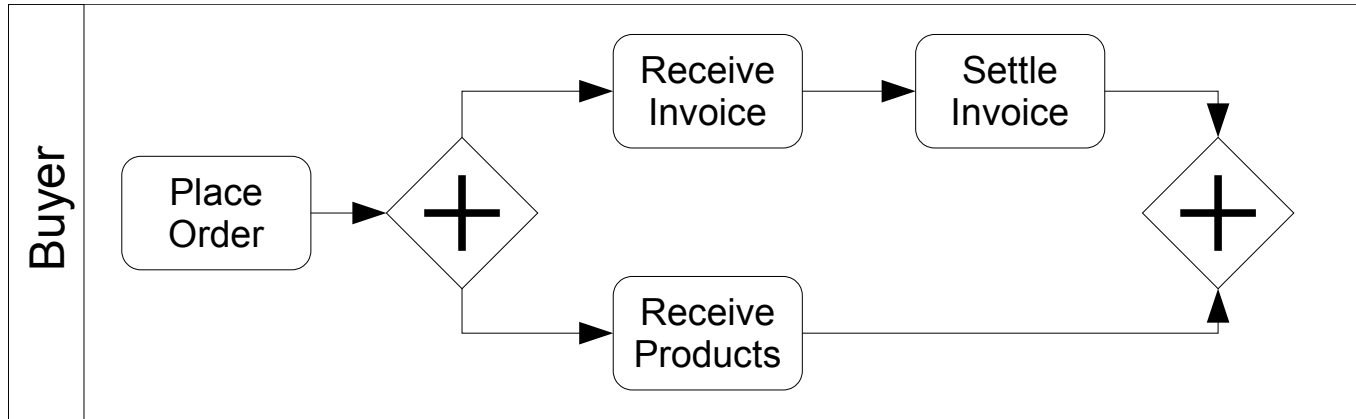 Buyer
Place
Order
Receive
Invoice
Settle
Invoice
Receive
Products